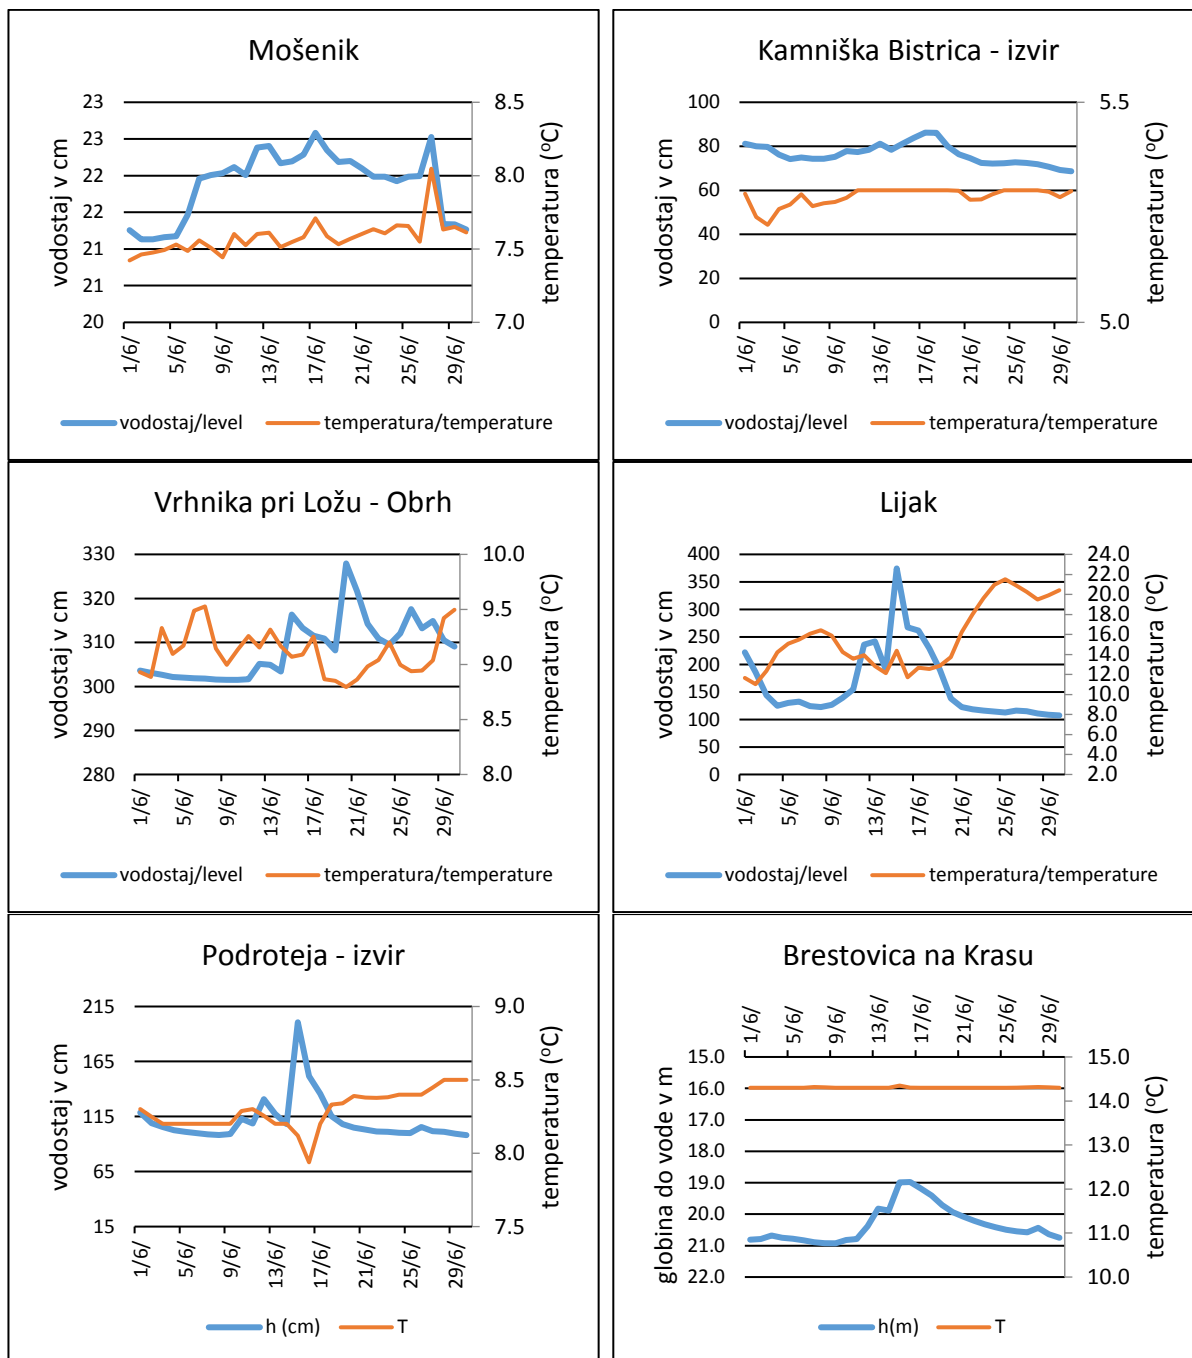 Mošenik
vodostaj v cm
23
23
22
22
21
21
20
8.5
8.0
7.5
7.0
temperatura (°C)
1/6/ 5/6/ 9/6/ 13/6/ 17/6/ 21/6/ 25/6/ 29/6/
vodostaj/level temperatura/temperature
Kamniška Bistrica - izvir
vodostaj v cm
100
80
60
40
20
0
5.5
5.0
temperatura (°C)
1/6/ 5/6/ 9/6/ 13/6/ 17/6/ 21/6/ 25/6/ 29/6/
vodostaj/level temperatura/temperature
Vrhnika pri Ložu - Obrh
vodostaj v cm
330
320
310
300
290
280
10.0
9.5
9.0
8.5
8.0
temperatura (°C)
1/6/ 5/6/ 9/6/ 13/6/ 17/6/ 21/6/ 25/6/ 29/6/
vodostaj/level temperatura/temperature
Lijak
vodostaj v cm
400
350
300
250
200
150
100
50
0
24.0
22.0
20.0
18.0
16.0
14.0
12.0
10.0
8.0
6.0
4.0
2.0
temperatura (°C)
1/6/ 5/6/ 9/6/ 13/6/ 17/6/ 21/6/ 25/6/ 29/6/
vodostaj/level temperatura/temperature
Podroteja - izvir
vodostaj v cm
215
165
115
65
15
9.0
8.5
8.0
7.5
temperatura (°C)
1/6/ 5/6/ 9/6/ 13/6/ 17/6/ 21/6/ 25/6/ 29/6/
h (cm) T
Brestovica na Krasu
1/6/ 5/6/ 9/6/ 13/6/ 17/6/ 21/6/ 25/6/ 29/6/
globina do vode v m
15.0
16.0
17.0
18.0
19.0
20.0
21.0
22.0
15.0
14.0
13.0
12.0
11.0
10.0
temperatura (°C)
h(m) T